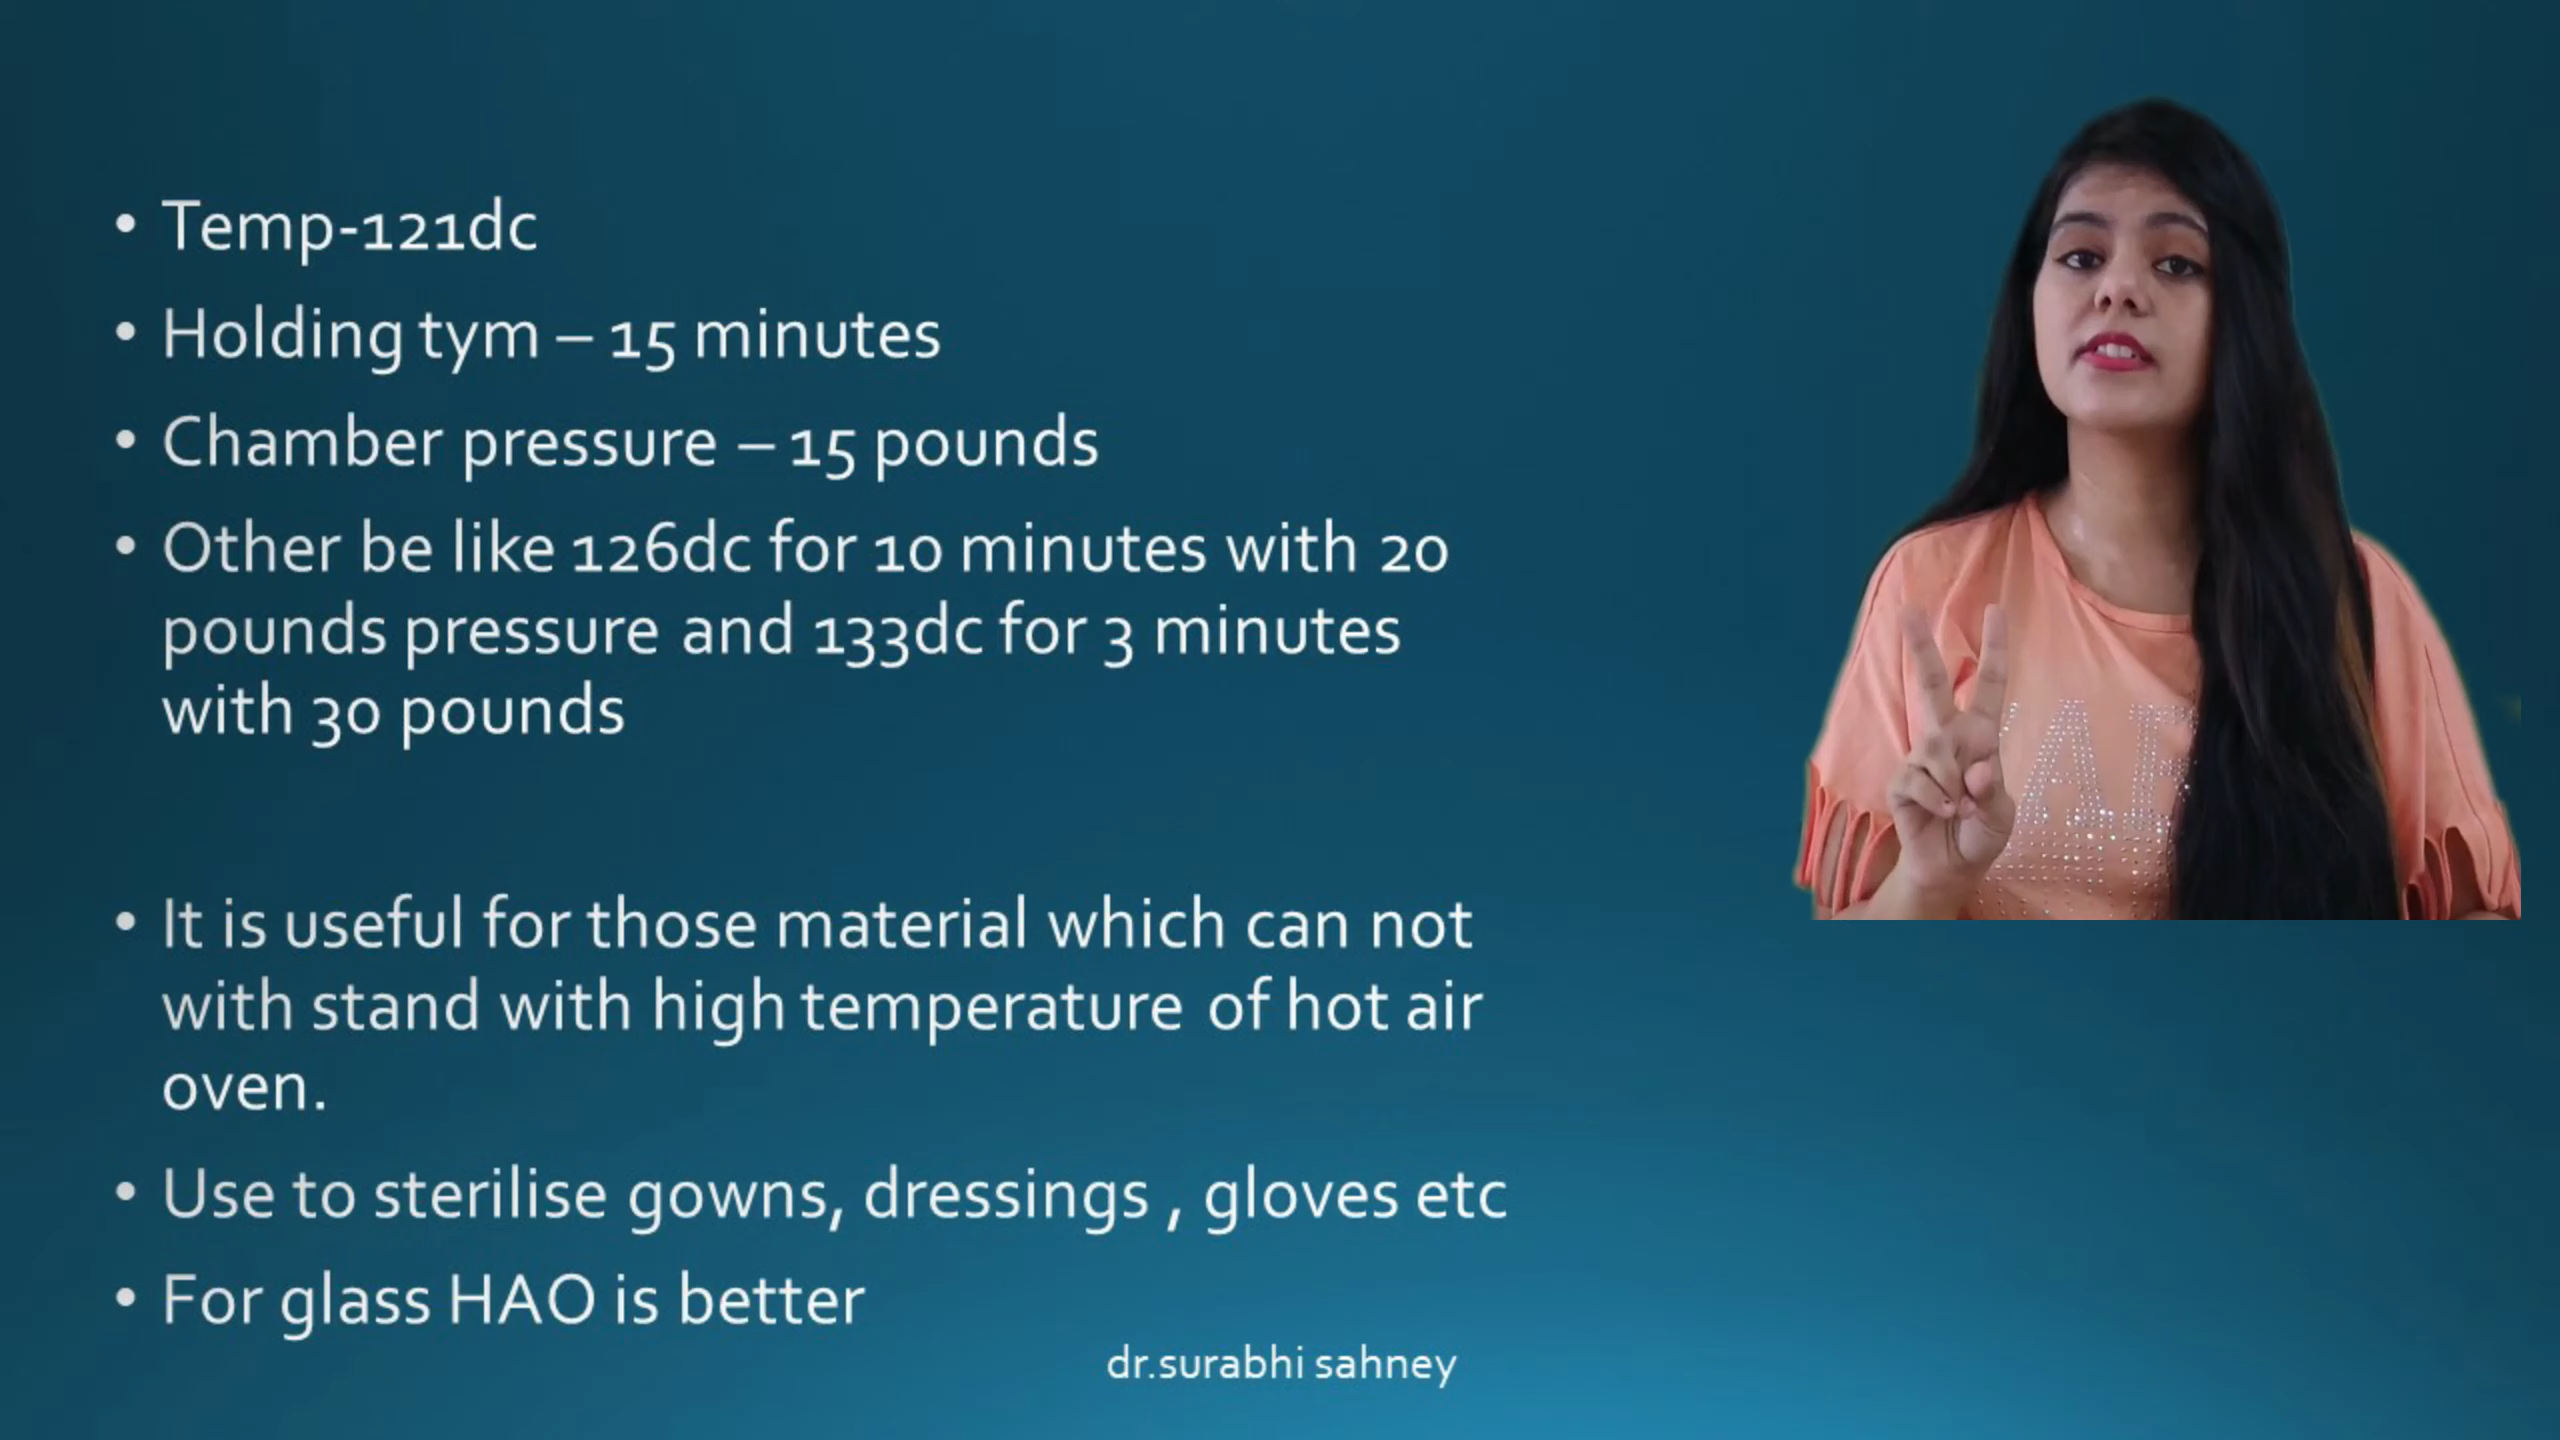 • Temp-121dc
• Holding tym – 15 minutes
• Chamber pressure – 15 pounds
• Other be like 126dc for 10 minutes with 20
pounds pressure and 133dc for 3 minutes
with 30 pounds
• It is useful for those material which can not
with stand with high temperature of hot air
oven.
• Use to sterilise gowns, dressings , gloves etc
• For glass HAO is better
dr.surabhi sahney